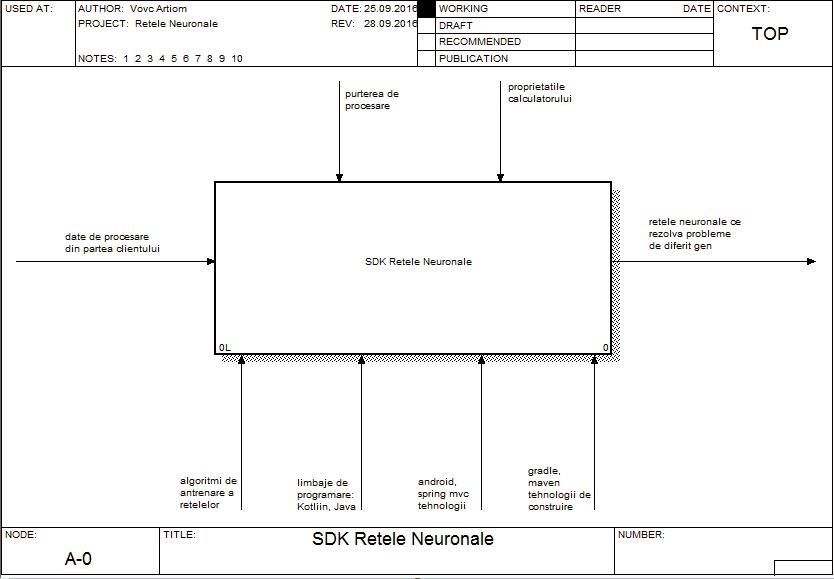 USED AT:
AUTHOR: Vovc Artiom
DATE: 25.09.2016
PROJECT: Retele Neuronale
REV: 28.09.2016
NOTES: 1 2 3 4 5 6 7 8 9 10
WORKING
DRAFT
RECOMMENDED
PUBLICATION
READER
DATE
CONTEXT:
TOP
purterea de
procesare
proprietatile
calculatorului
date de procesare
din partea clientului
SDK Retele Neuronale
retele neuronale ce
rezolva probleme
de diferit gen
0L
0
algoritmi de
antrenare a
retelelor
limbaje de
programare:
Kotliin, Java
android,
spring mvc
tehnologii
gradle,
maven
tehnologii de
construire
NODE:
A-0
TITLE:
SDK Retele Neuronale
NUMBER: